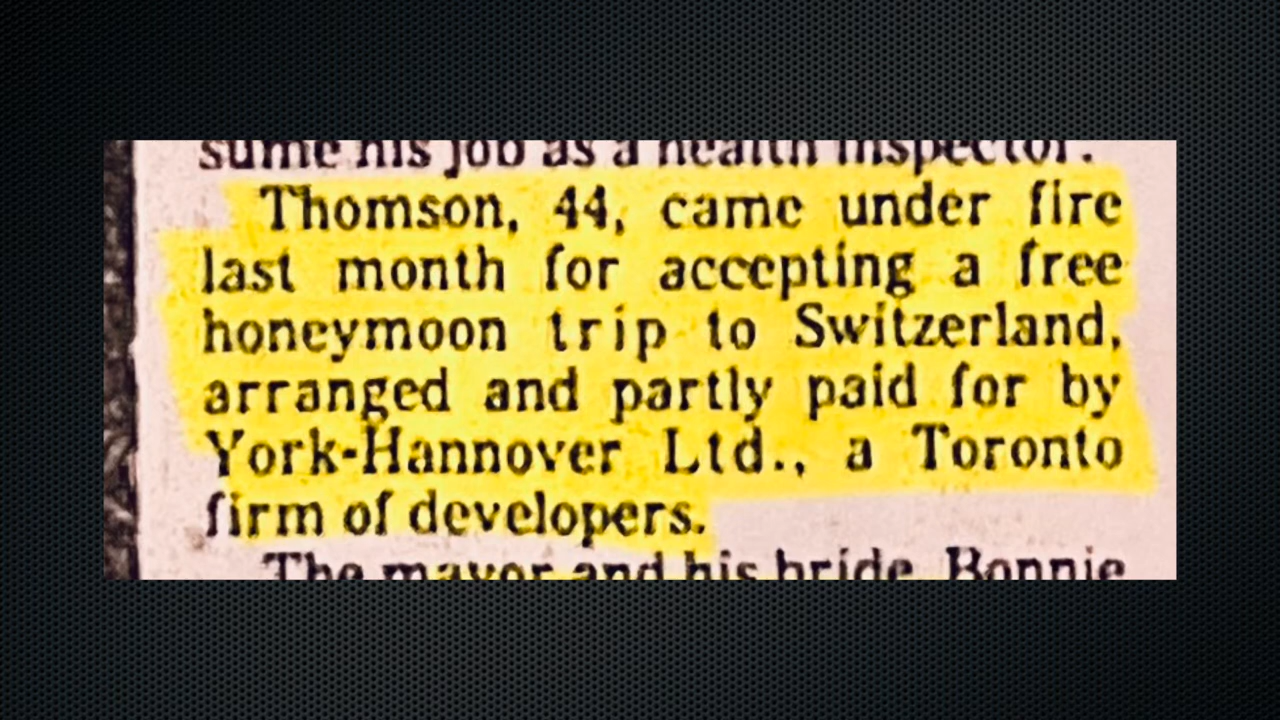 sume his job as a health inspector.
Thomson, 44, came under fire
last month for accepting a free
honeymoon trip to Switzerland,
arranged and partly paid for by
York-Hannover Ltd., a Toronto
firm of developers.
The mayor and his bride, Bonnie